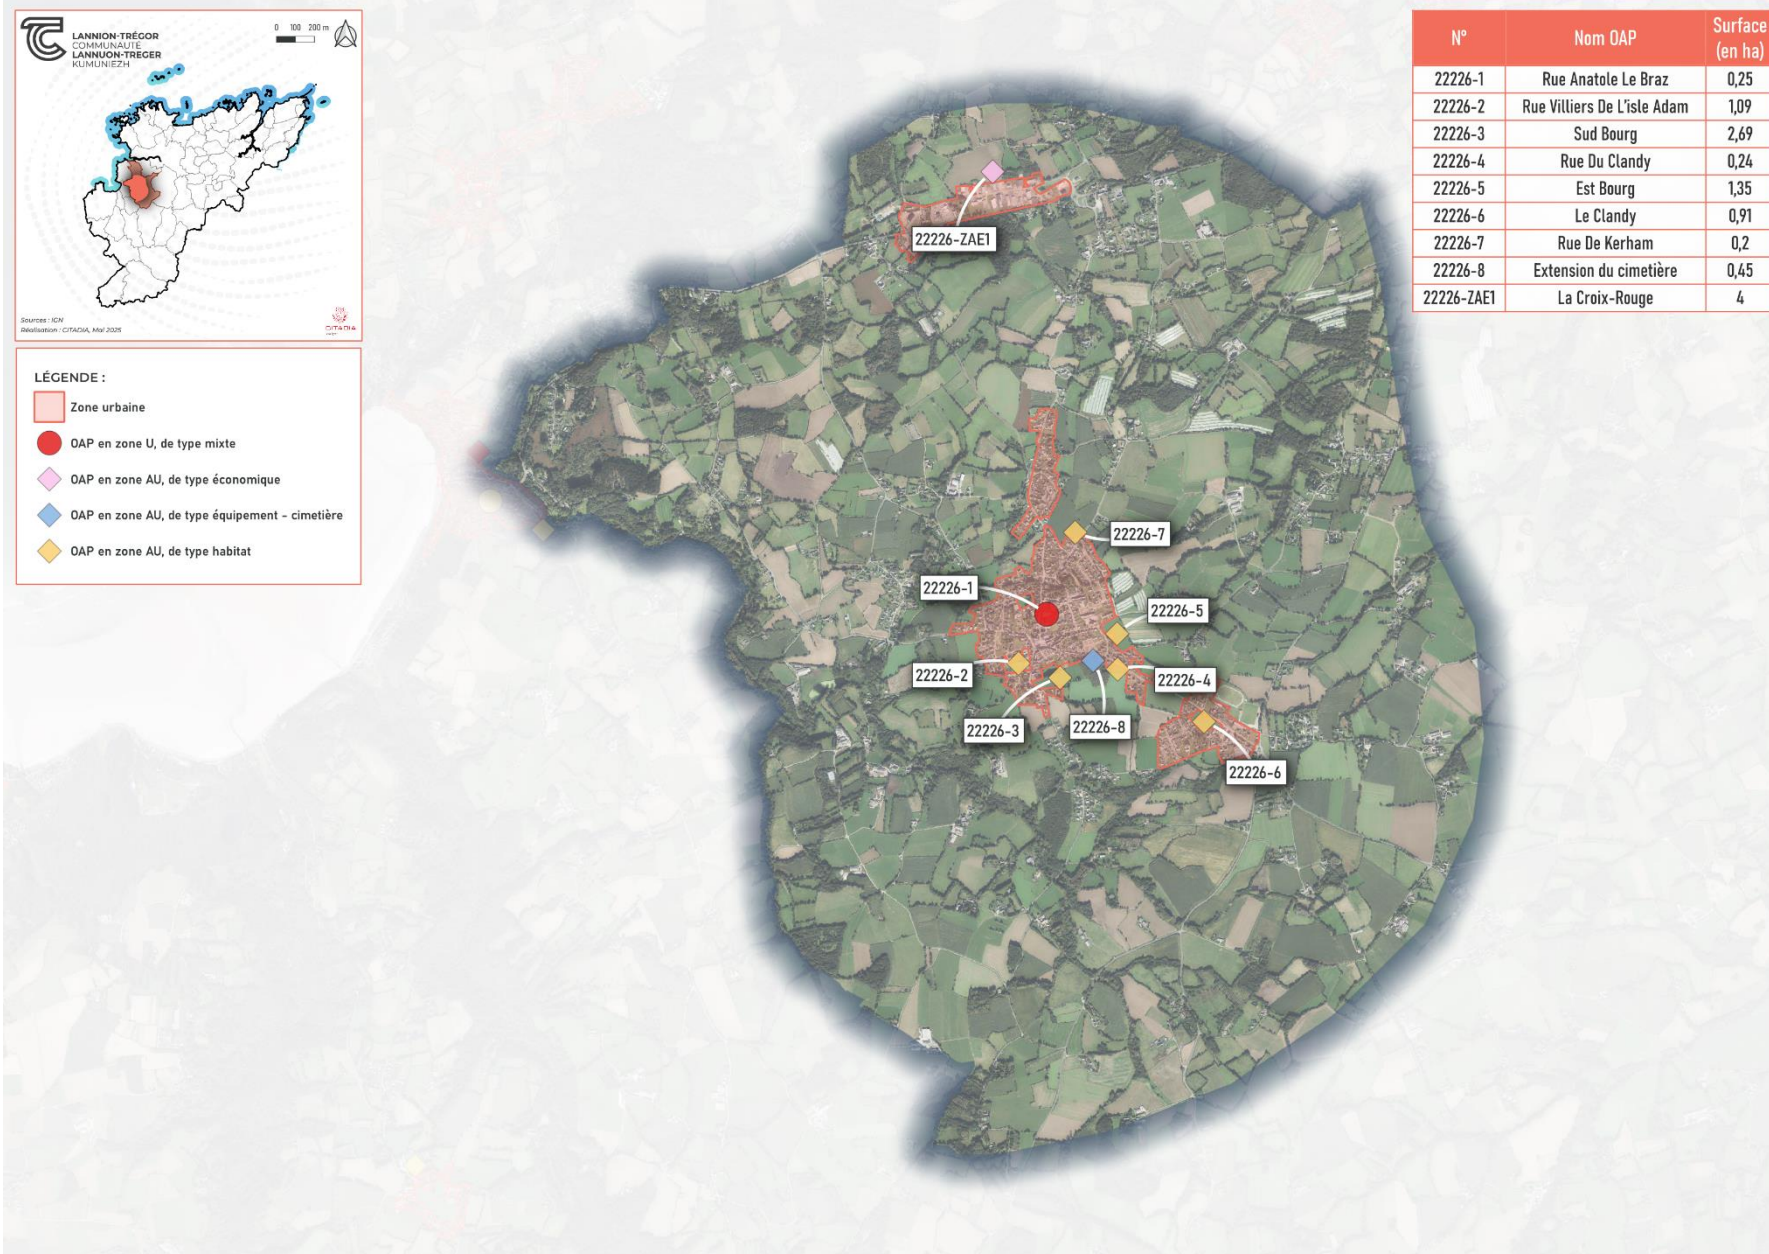 LANNION-TRÉGOR
COMMUNAUTÉ
LANNUON-TREGER
KUMUNIEZH
0 100 200 m
Sources : IGN
Réalisation : CITADIA, Mai 2025
CITADIA
LÉGENDE :
Zone urbaine
OAP en zone U, de type mixte
OAP en zone AU, de type économique
OAP en zone AU, de type équipement - cimetière
OAP en zone AU, de type habitat
22226-ZAE1
22226-7
22226-1
22226-5
22226-2
22226-4
22226-3
22226-8
22226-6
N° Nom OAP Surface (en ha)
22226-1 Rue Anatole Le Braz 0,25
22226-2 Rue Villiers De L'isle Adam 1,09
22226-3 Sud Bourg 2,69
22226-4 Rue Du Clandy 0,24
22226-5 Est Bourg 1,35
22226-6 Le Clandy 0,91
22226-7 Rue De Kerham 0,2
22226-8 Extension du cimetière 0,45
22226-ZAE1 La Croix-Rouge 4